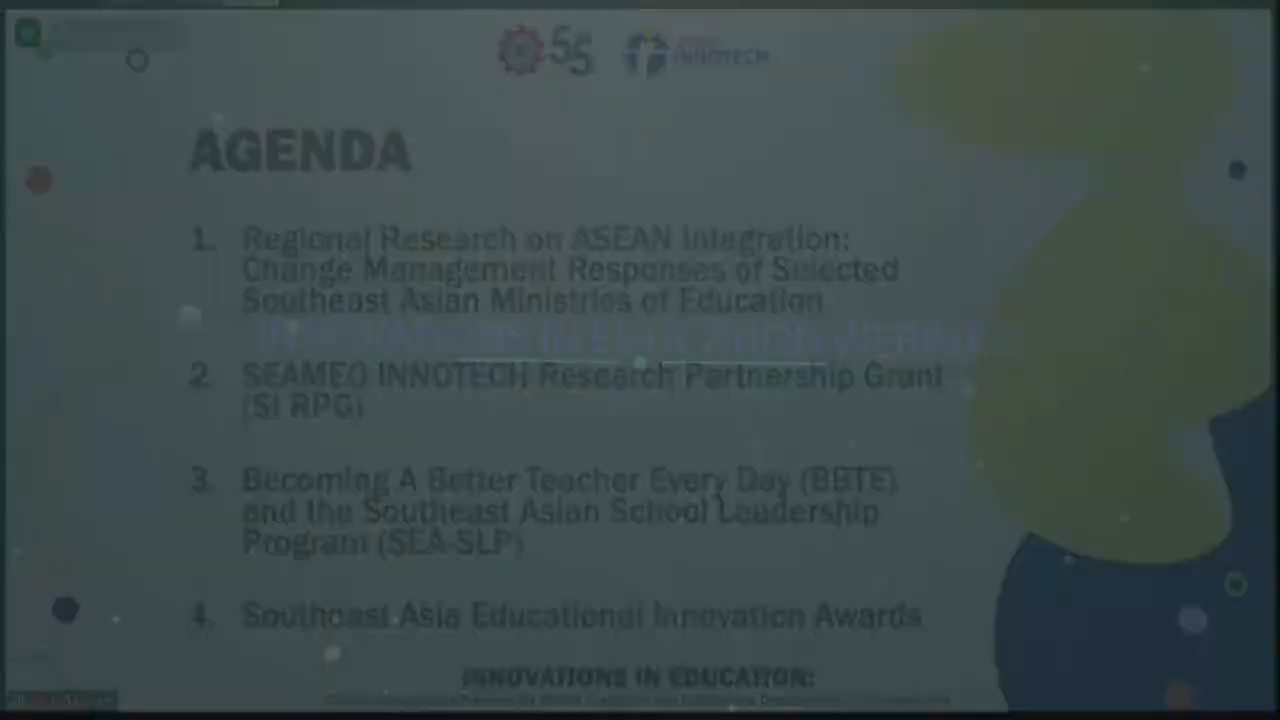 55
INNOTECH
AGENDA
1. Regional Research on ASEAN Integration:
Change Management Responses of Selected
Southeast Asian Ministries of Education
2. SEAMEO INNOTECH Research Partnership Grant
(SI RPG)
3. Becoming A Better Teacher Every Day (BBTE)
and the Southeast Asian School Leadership
Program (SEA-SLP)
4. Southeast Asia Educational Innovation Awards
INNOVATIONS IN EDUCATION: